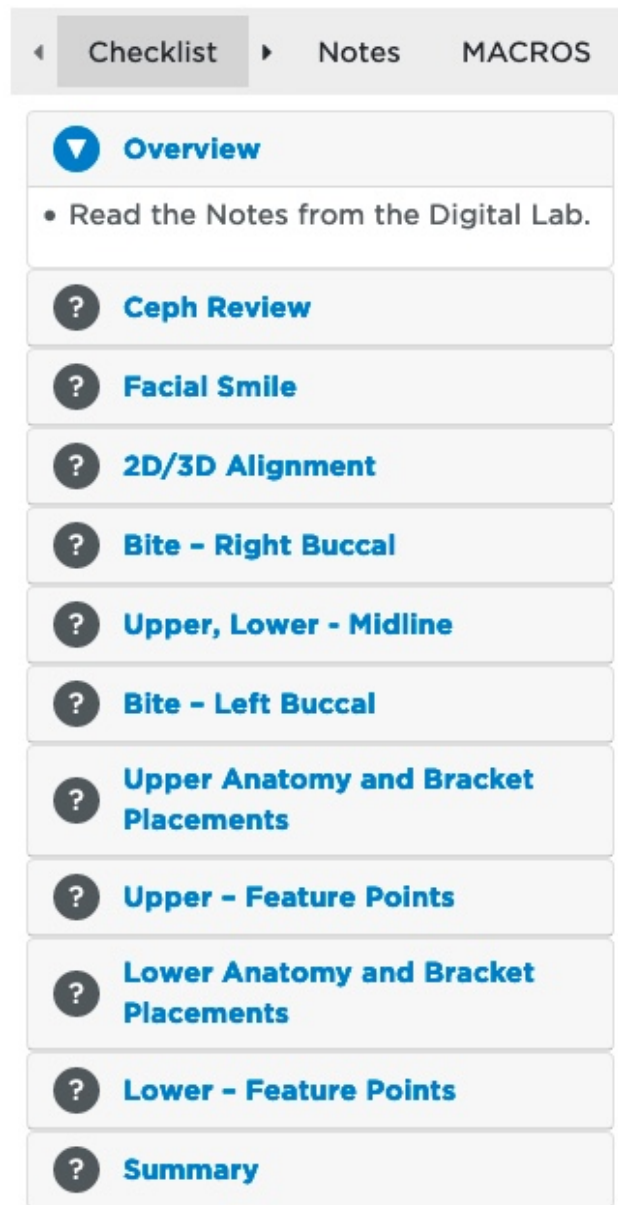 Checklist Notes MACROS
Overview
• Read the Notes from the Digital Lab.
? Ceph Review
? Facial Smile
? 2D/3D Alignment
? Bite – Right Buccal
? Upper, Lower - Midline
? Bite – Left Buccal
? Upper Anatomy and Bracket
Placements
? Upper – Feature Points
? Lower Anatomy and Bracket
Placements
? Lower – Feature Points
? Summary